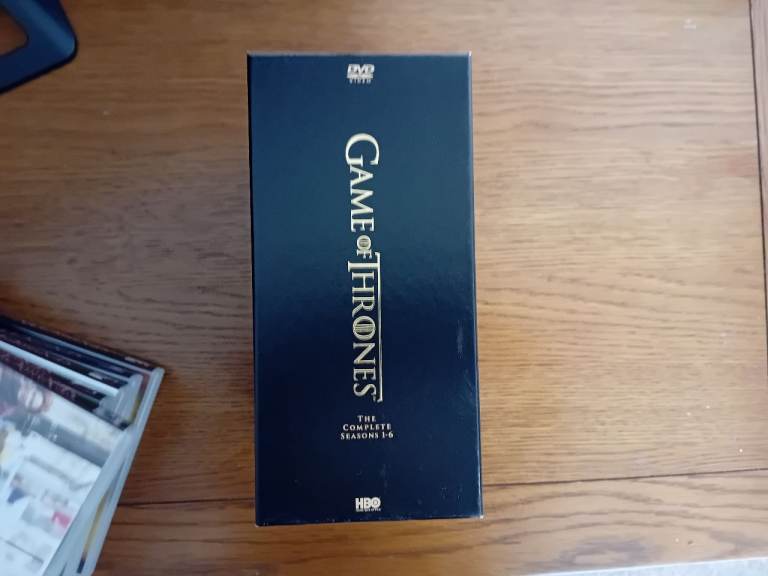 DVD
VIDEO
GAME OF THRONES
THE
COMPLETE
SEASONS 1-6
HBO